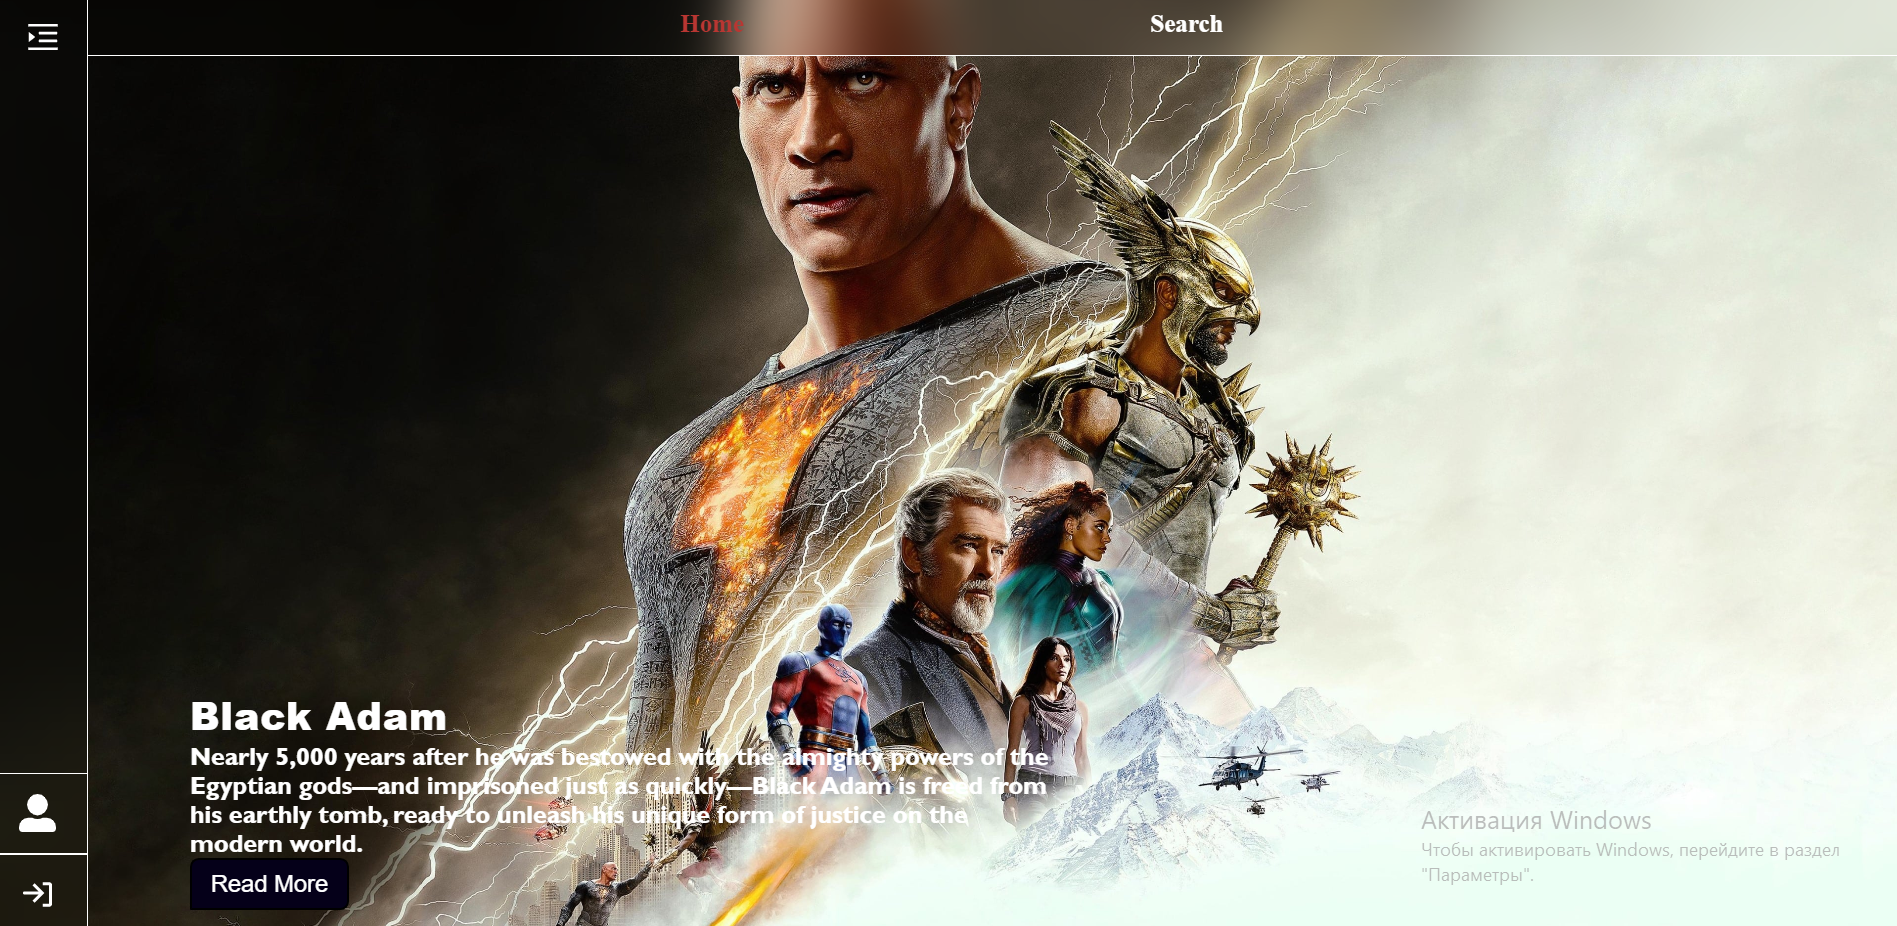 Home
Search
Black Adam
Nearly 5,000 years after he was bestowed with the almighty powers of the
Egyptian gods—and imprisoned just as quickly—Black Adam is freed from
his earthly tomb, ready to unleash his unique form of justice on the
modern world.
Read More
Активация Windows
Чтобы активировать Windows, перейдите в раздел
"Параметры".